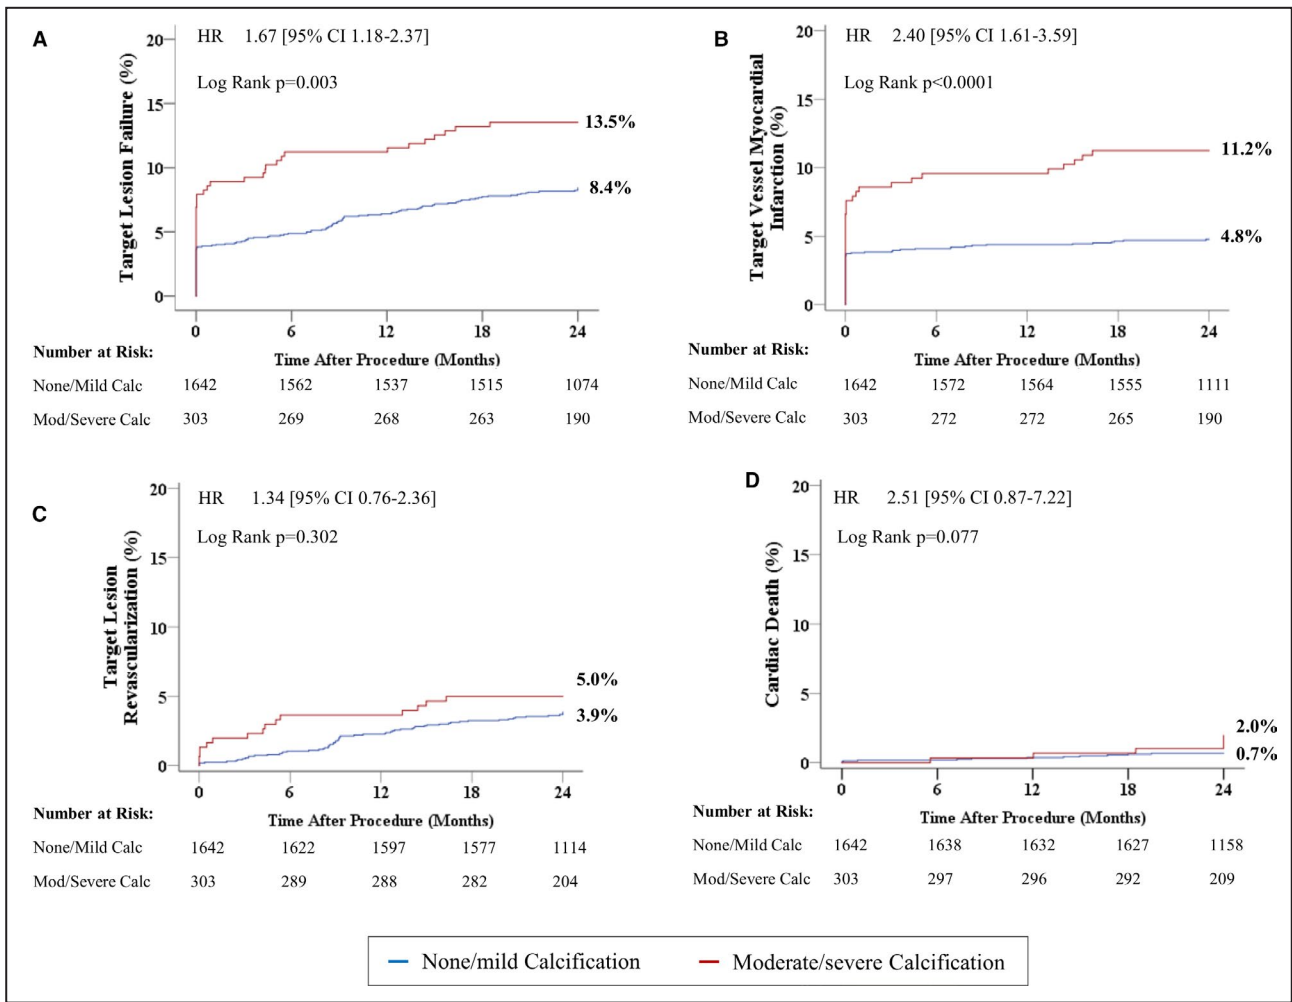 A
HR 1.67 [95% CI 1.18-2.37]
Log Rank p=0.003
Target Lesion Failure (%)
20
15
10
5
0
13.5%
8.4%
0 6 12 18 24
Time After Procedure (Months)
Number at Risk:
None/Mild Calc 1642 1562 1537 1515 1074
Mod/Severe Calc 303 269 268 263 190
B
HR 2.40 [95% CI 1.61-3.59]
Log Rank p<0.0001
Target Vessel Myocardial
Infarction (%)
20
15
10
5
0
11.2%
4.8%
0 6 12 18 24
Time After Procedure (Months)
Number at Risk:
None/Mild Calc 1642 1572 1564 1555 1111
Mod/Severe Calc 303 272 272 265 190
C
HR 1.34 [95% CI 0.76-2.36]
Log Rank p=0.302
Target Lesion
Revascularization (%)
20
15
10
5
0
5.0%
3.9%
0 6 12 18 24
Time After Procedure (Months)
Number at Risk:
None/Mild Calc 1642 1622 1597 1577 1114
Mod/Severe Calc 303 289 288 282 204
D
HR 2.51 [95% CI 0.87-7.22]
Log Rank p=0.077
Cardiac Death (%)
20
15
10
5
0
2.0%
0.7%
0 6 12 18 24
Time After Procedure (Months)
Number at Risk:
None/Mild Calc 1642 1638 1632 1627 1158
Mod/Severe Calc 303 297 296 292 209
None/mild Calcification
Moderate/severe Calcification